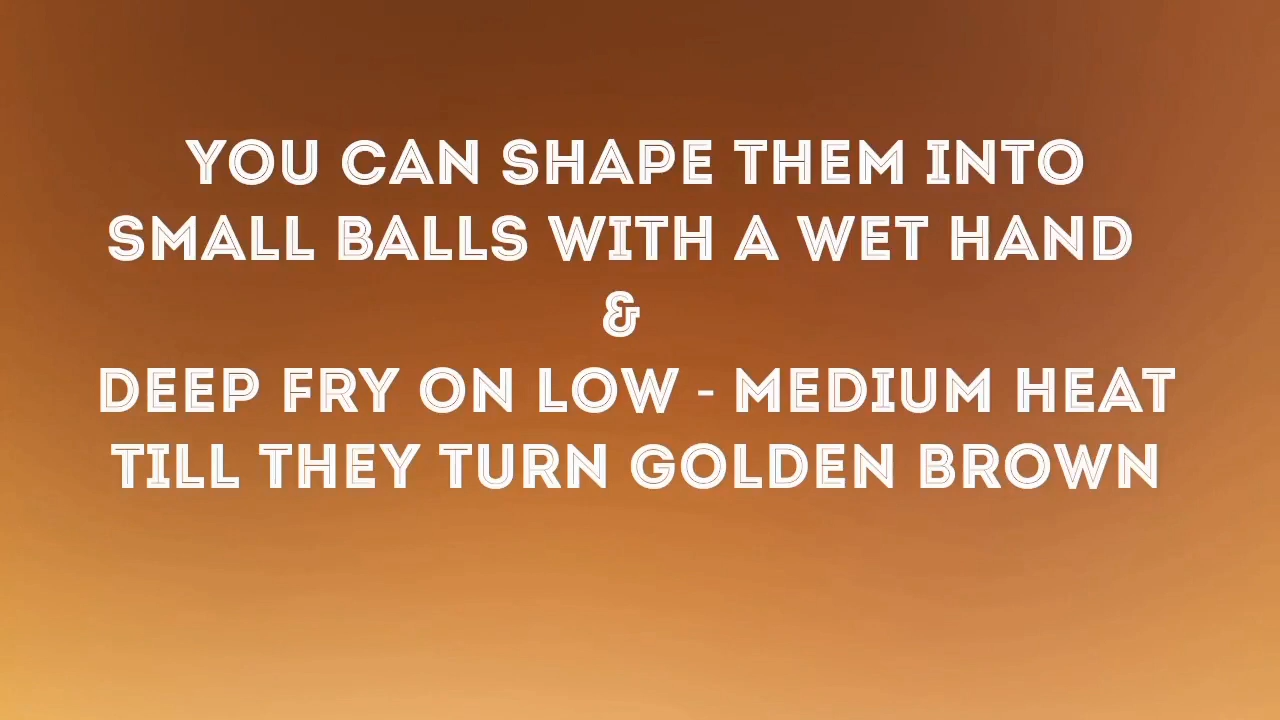 YOU CAN SHAPE THEM INTO
SMALL BALLS WITH A WET HAND
&
DEEP FRY ON LOW - MEDIUM HEAT
TILL THEY TURN GOLDEN BROWN